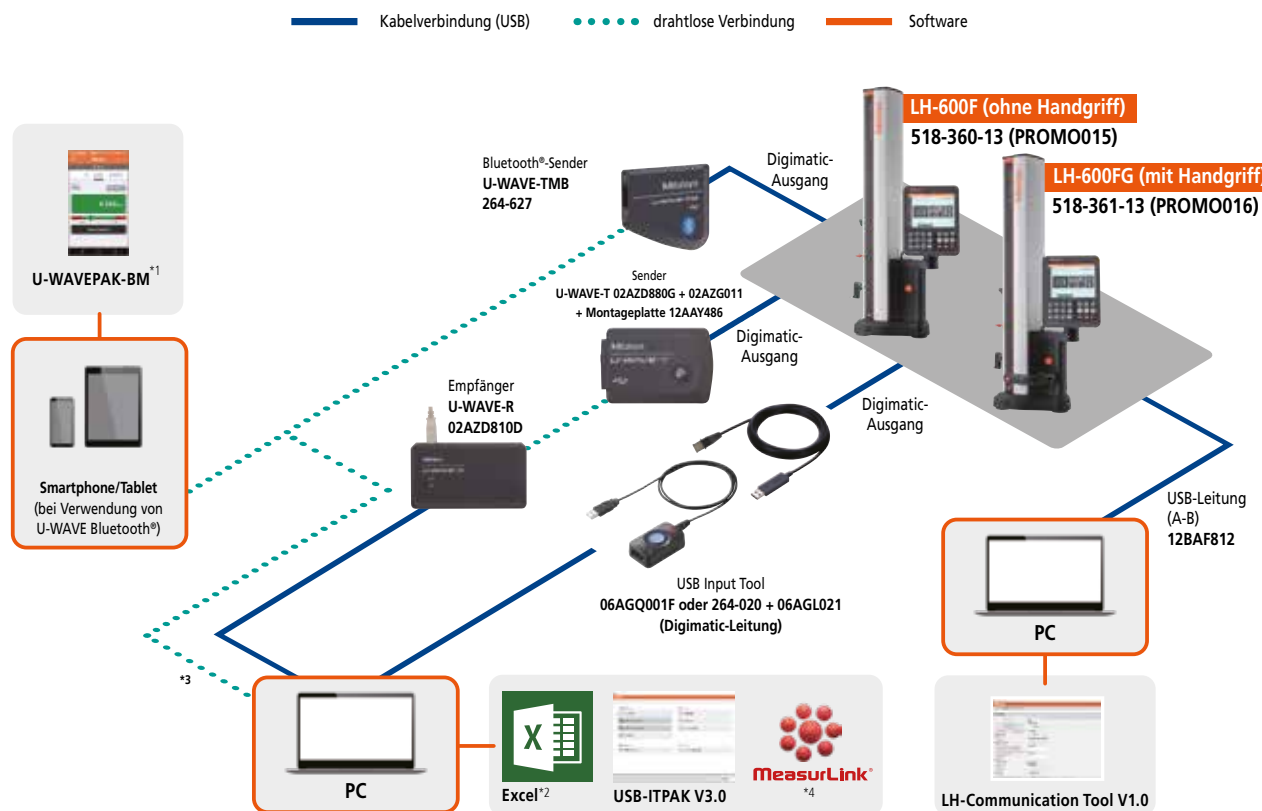 Kabelverbindung (USB)
drahtlose Verbindung
Software
LH-600F (ohne Handgriff)
518-360-13 (PROMO015)
LH-600FG (mit Handgriff)
518-361-13 (PROMO016)
Bluetooth®-Sender
U-WAVE-TMB
264-627
Digimatic-
Ausgang
U-WAVEPAK-BM*1
Sender
U-WAVE-T 02AZD880G + 02AZG011
+ Montageplatte 12AAY486
Mitutoyo
Digimatic-
Ausgang
Empfänger
U-WAVE-R
02AZD810D
Digimatic-
Ausgang
Smartphone/Tablet
(bei Verwendung von
U-WAVE Bluetooth®)
USB-Leitung
(A-B)
12BAF812
USB Input Tool
06AGQ001F oder 264-020 + 06AGL021
(Digimatic-Leitung)
PC
*3
PC
X
Excel*2
USB-ITPAK V3.0
MeasurLink®
*4
LH-Communication Tool V1.0